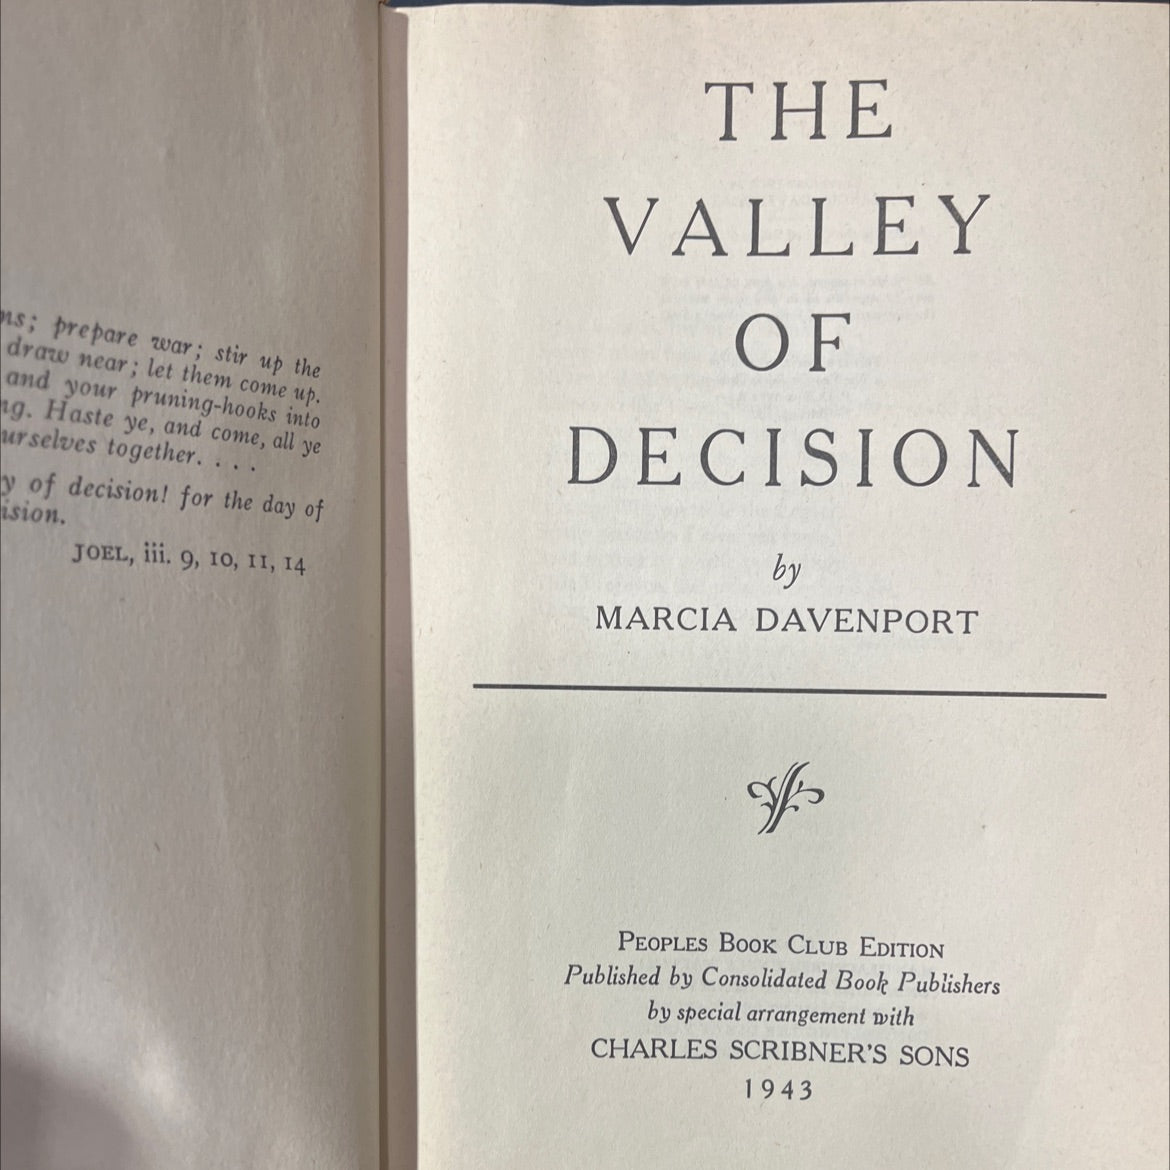 ns; prepare war; stir up the
draw near; let them come up.
and your pruning-hooks into
ng. Haste ye, and come, all ye
urselves together. . . .
y of decision! for the day of
ision.
JOEL, iii. 9, 10, 11, 14
THE
VALLEY
OF
DECISION
by
MARCIA DAVENPORT
PEOPLES BOOK CLUB EDITION
Published by Consolidated Book Publishers
by special arrangement with
CHARLES SCRIBNER'S SONS
1943